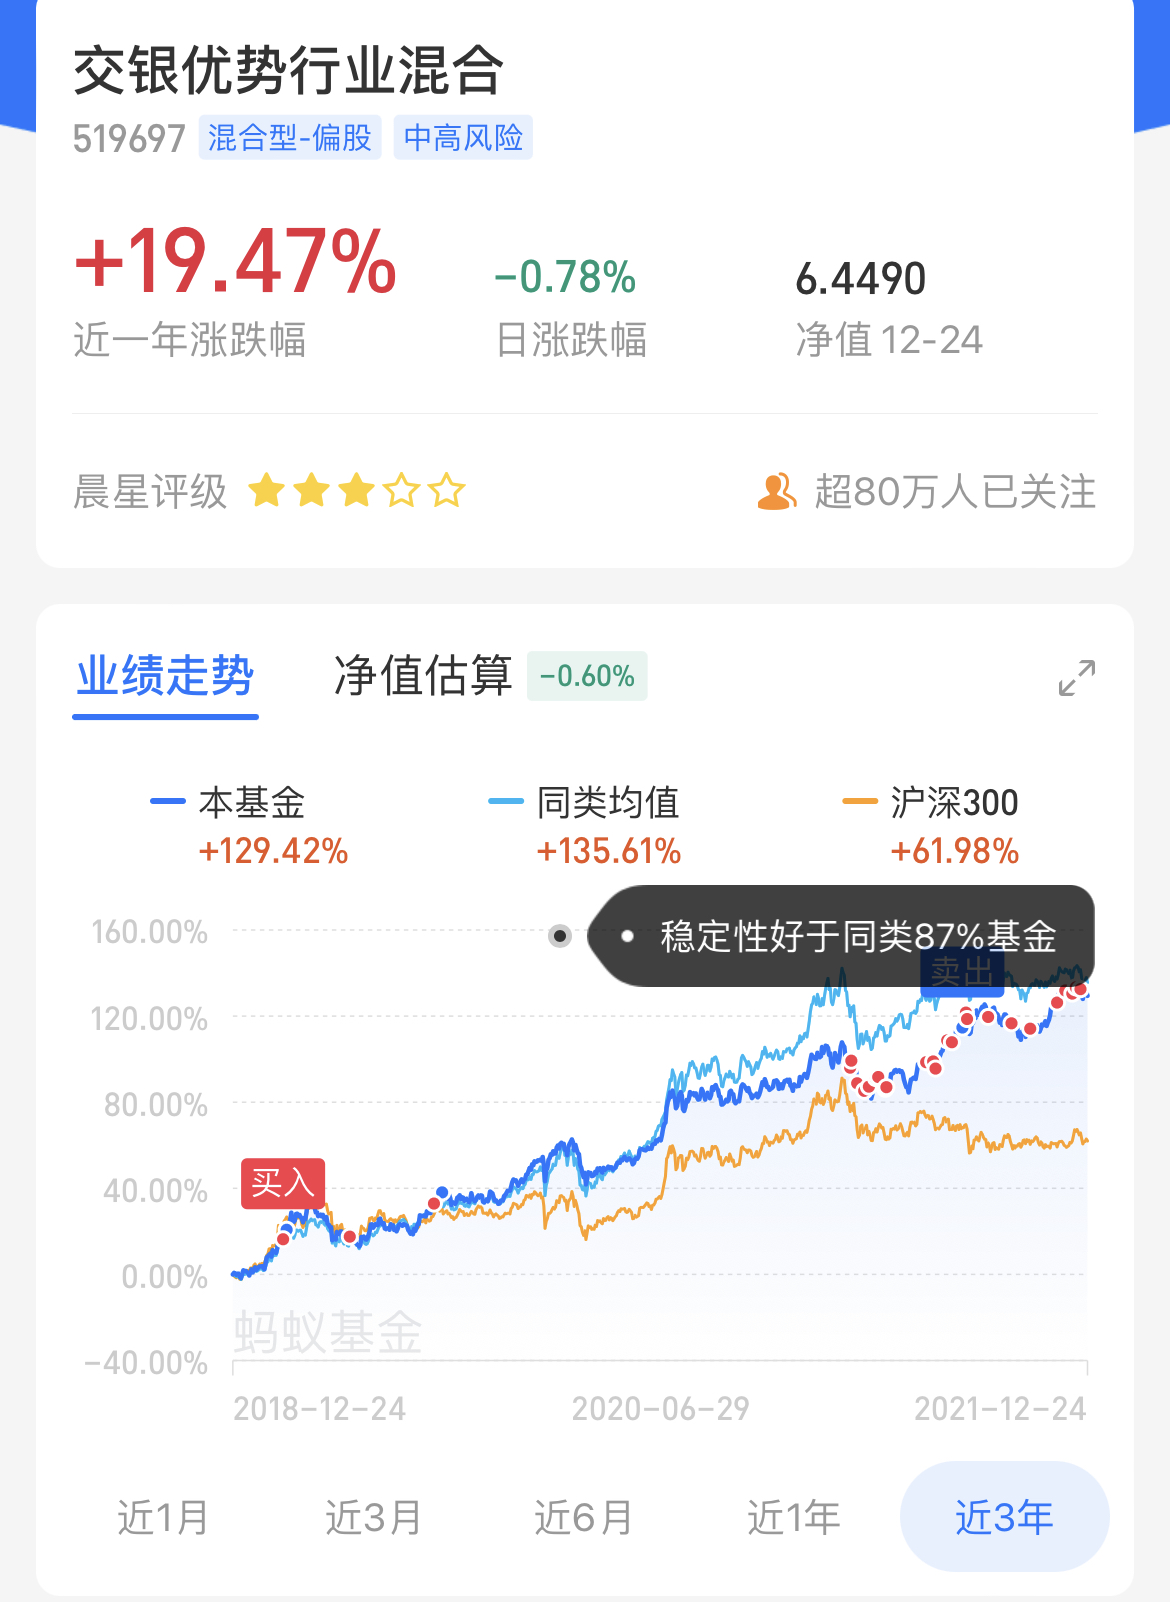 交银优势行业混合
519697 混合型-偏股 中高风险
+19.47% -0.78% 6.4490
近一年涨跌幅 日涨跌幅 净值 12-24
晨星评级 超80万人已关注
业绩走势 净值估算 -0.60%
本基金 同类均值 沪深300
+129.42% +135.61% +61.98%
稳定性好于同类87%基金
160.00%
卖出
120.00%
80.00%
买入
40.00%
0.00%
蚂蚁基金
-40.00%
2018-12-24 2020-06-29 2021-12-24
近1月 近3月 近6月 近1年 近3年